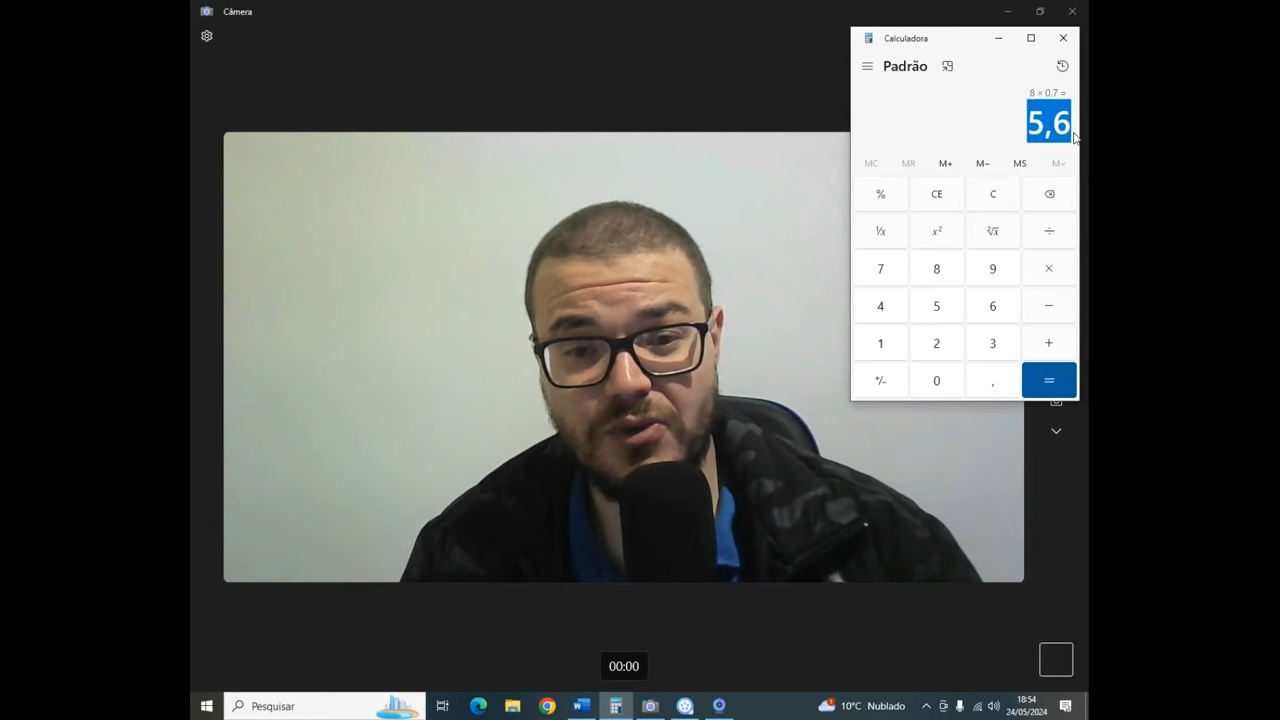 Câmera
Calculadora
Padrão
8 × 0,7 =
5,6
MC MR M+ M− MS M
% CE C
¹/x x² ²√x ÷
7 8 9 ×
4 5 6 −
1 2 3 +
+/− 0 , =
00:00
Pesquisar
10°C Nublado
18:54
24/05/2024